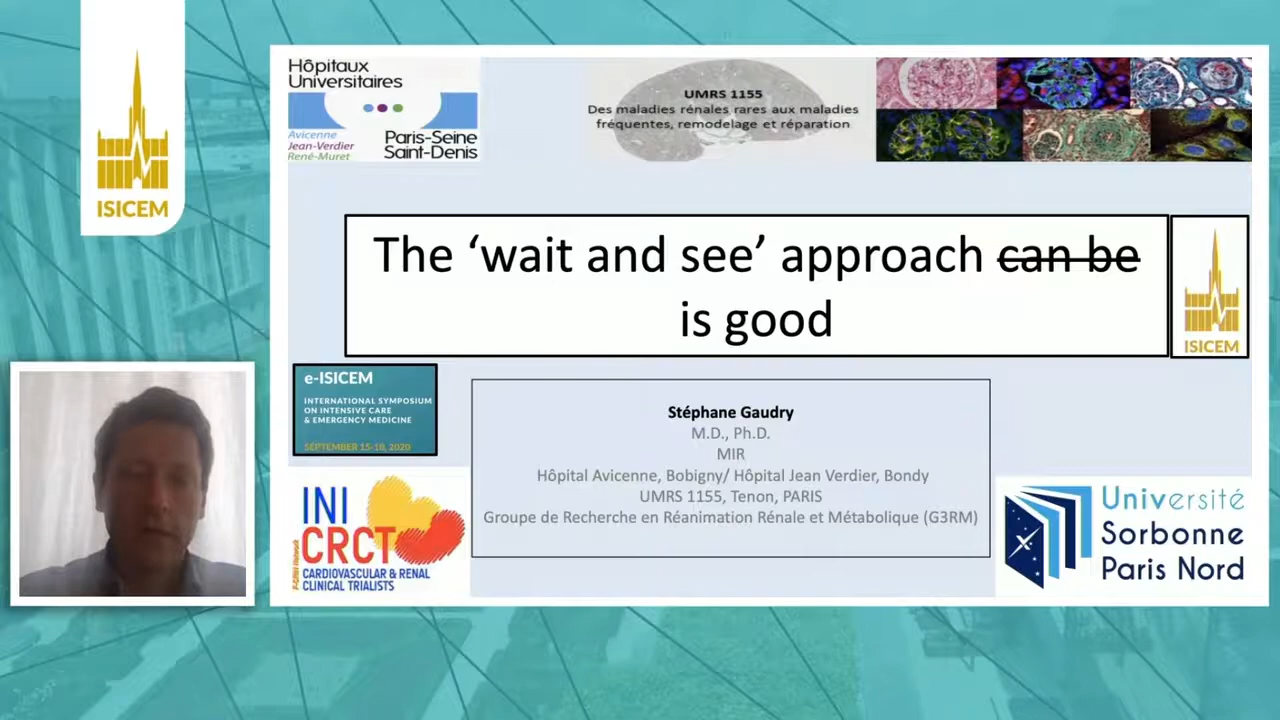 ISICEM
Hôpitaux
Universitaires
Avicenne
Jean-Verdier
René-Muret
Paris-Seine
Saint-Denis
UMRS 1155
Des maladies rénales rares aux maladies
fréquentes, remodelage et réparation
The ‘wait and see’ approach can be
is good
ISICEM
e-ISICEM
INTERNATIONAL SYMPOSIUM
ON INTENSIVE CARE
& EMERGENCY MEDICINE
SEPTEMBER 15-18, 2020
Stéphane Gaudry
M.D., Ph.D.
MIR
Hôpital Avicenne, Bobigny/ Hôpital Jean Verdier, Bondy
UMRS 1155, Tenon, PARIS
Groupe de Recherche en Réanimation Rénale et Métabolique (G3RM)
INI
CRCT
CARDIOVASCULAR & RENAL
CLINICAL TRIALISTS
Université
Sorbonne
Paris Nord